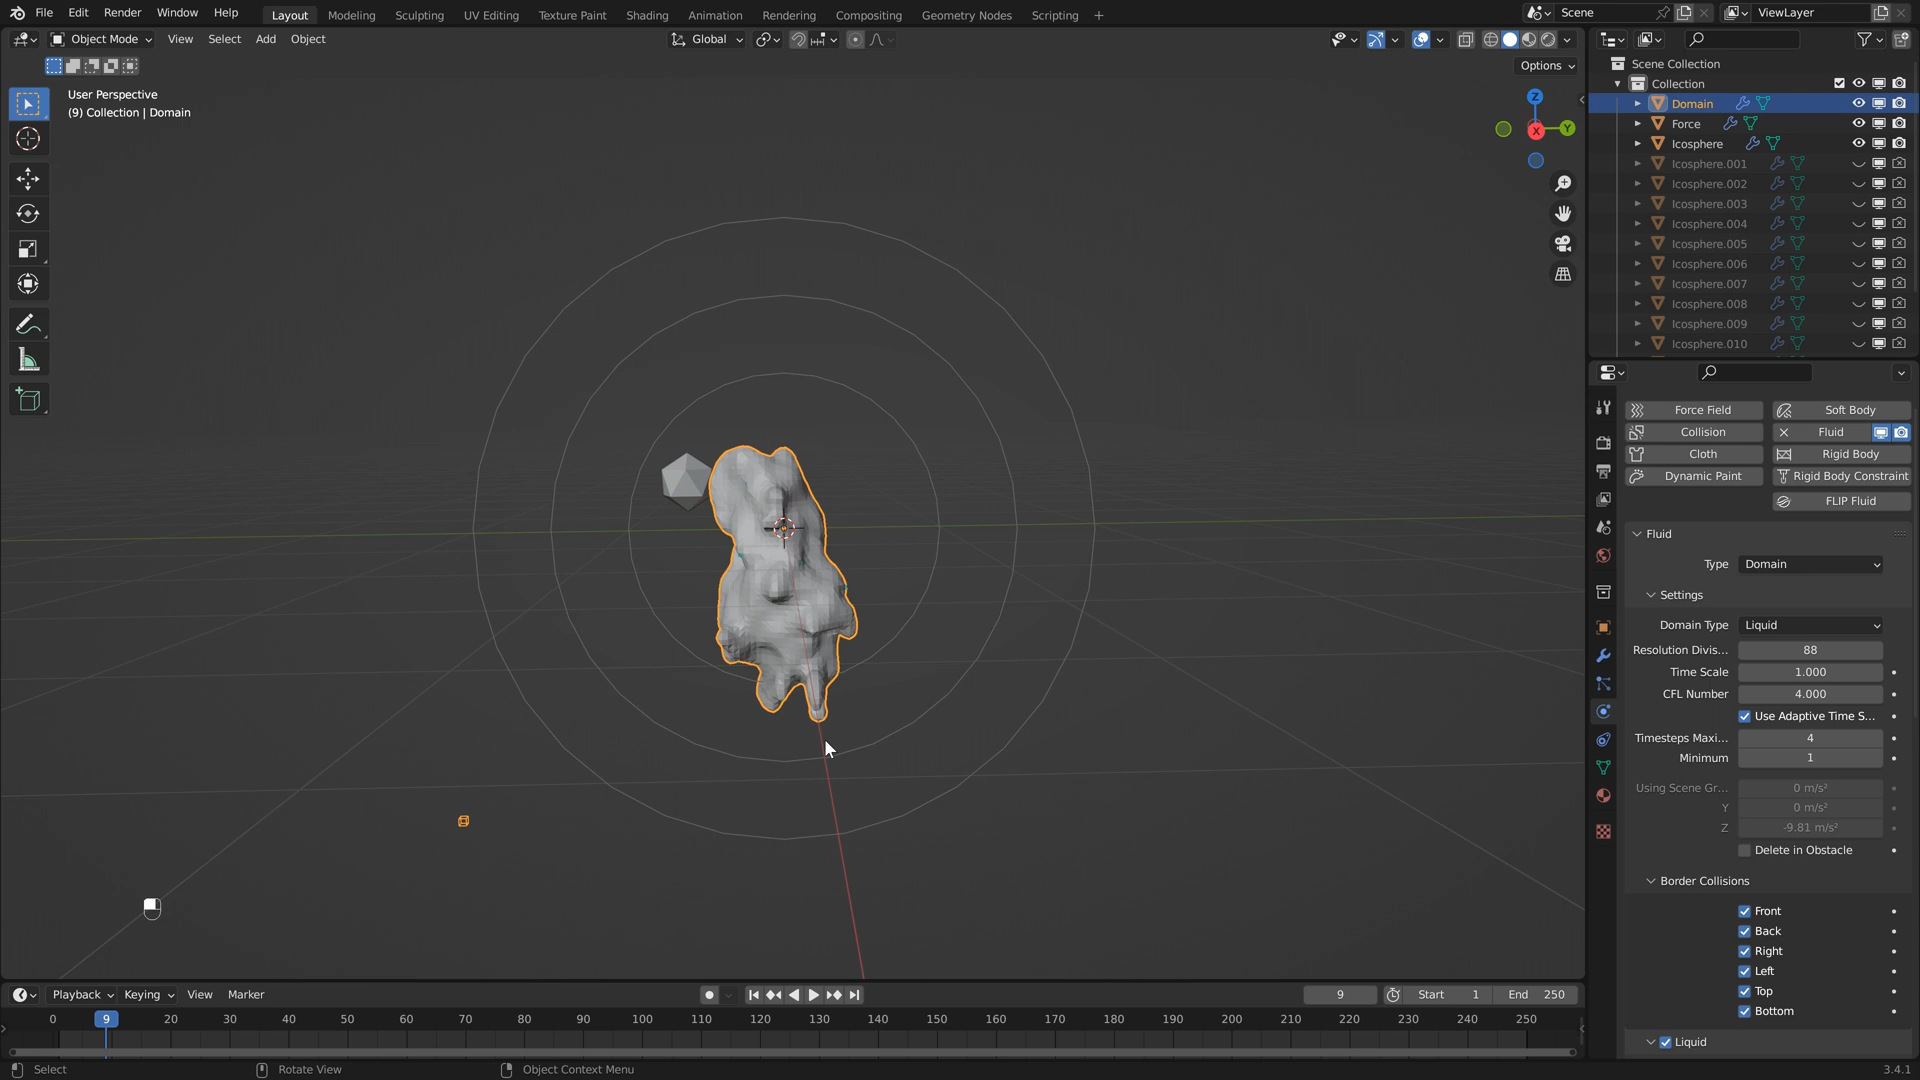 File Edit Render Window Help Layout Modeling Sculpting UV Editing Texture Paint Shading Animation Rendering Compositing Geometry Nodes Scripting + Scene ViewLayer
Object Mode View Select Add Object Global
Options
User Perspective
(9) Collection | Domain
Z
Y
X
Scene Collection
Collection
Domain
Force
Icosphere
Icosphere.001
Icosphere.002
Icosphere.003
Icosphere.004
Icosphere.005
Icosphere.006
Icosphere.007
Icosphere.008
Icosphere.009
Icosphere.010
Force Field Soft Body
Collision Fluid
Cloth Rigid Body
Dynamic Paint Rigid Body Constraint
FLIP Fluid
Fluid
Type Domain
Settings
Domain Type Liquid
Resolution Divis... 88
Time Scale 1.000
CFL Number 4.000
Use Adaptive Time S...
Timesteps Maxi... 4
Minimum 1
Using Scene Gr... 0 m/s²
Y 0 m/s²
Z -9.81 m/s²
Delete in Obstacle
Border Collisions
Front
Back
Right
Left
Top
Bottom
Liquid
Playback Keying View Marker 9 Start 1 End 250
0 9 20 30 40 50 60 70 80 90 100 110 120 130 140 150 160 170 180 190 200 210 220 230 240 250
Select Rotate View Object Context Menu 3.4.1